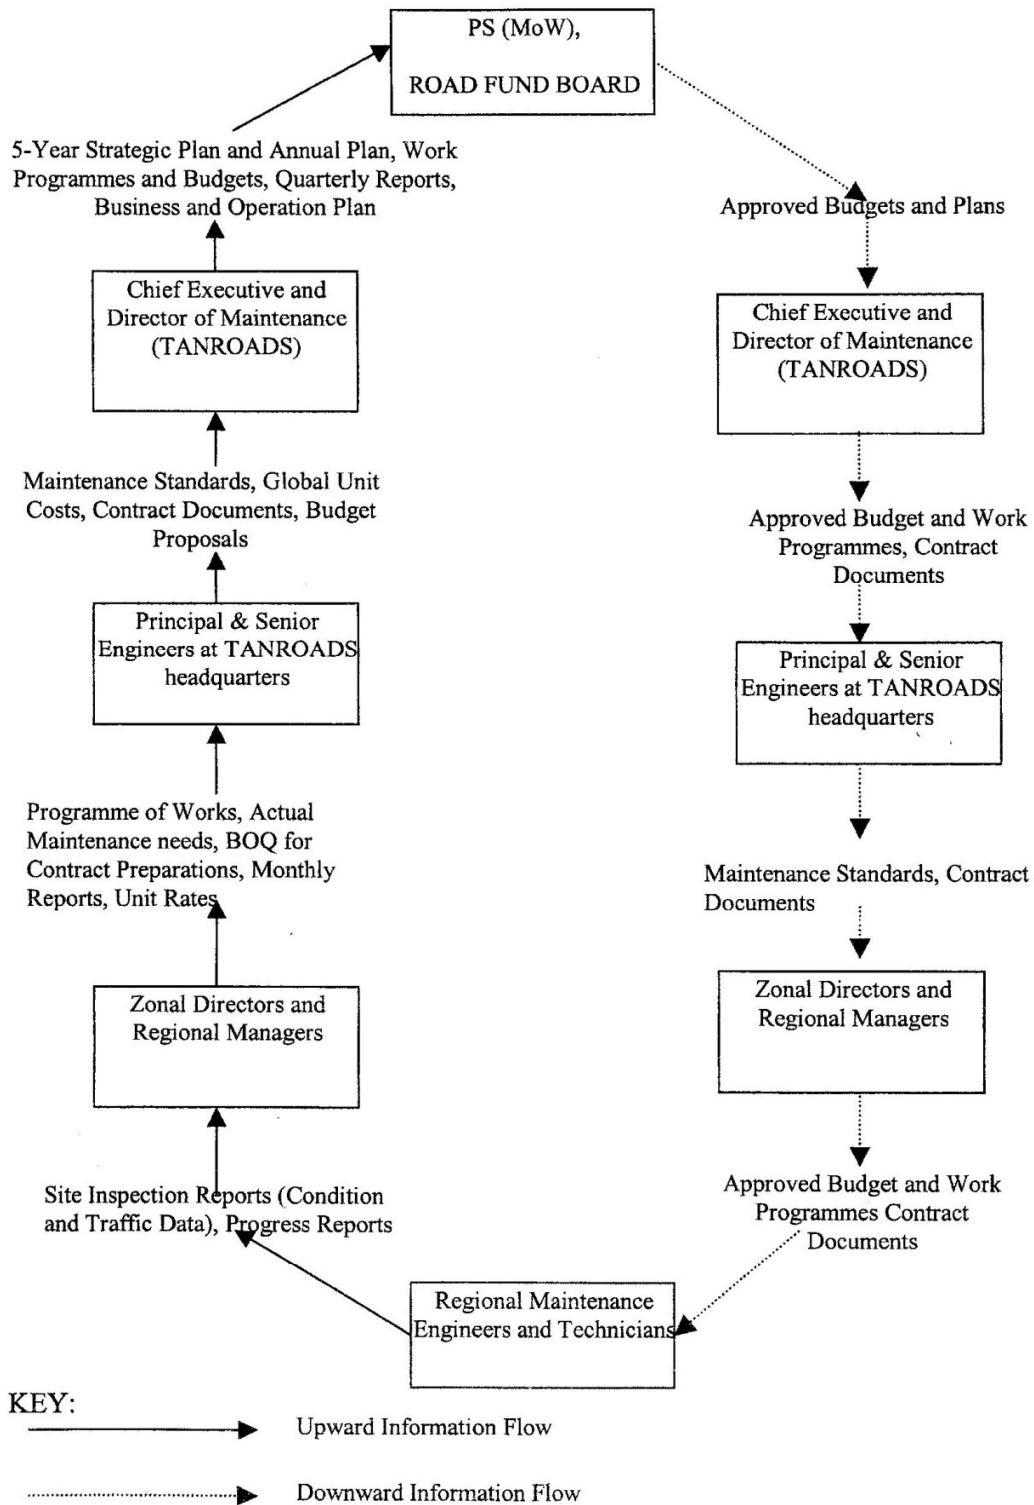 PS (MoW),
ROAD FUND BOARD
5-Year Strategic Plan and Annual Plan, Work
Programmes and Budgets, Quarterly Reports,
Business and Operation Plan
Chief Executive and
Director of Maintenance
(TANROADS)
Maintenance Standards, Global Unit
Costs, Contract Documents, Budget
Proposals
Principal & Senior
Engineers at TANROADS
headquarters
Programme of Works, Actual
Maintenance needs, BOQ for
Contract Preparations, Monthly
Reports, Unit Rates
Zonal Directors and
Regional Managers
Site Inspection Reports (Condition
and Traffic Data), Progress Reports
Approved Budgets and Plans
Chief Executive and
Director of Maintenance
(TANROADS)
Approved Budget and Work
Programmes, Contract
Documents
Principal & Senior
Engineers at TANROADS
headquarters
Maintenance Standards, Contract
Documents
Zonal Directors and
Regional Managers
Approved Budget and Work
Programmes Contract
Documents
Regional Maintenance
Engineers and Technicians
KEY:
Upward Information Flow
Downward Information Flow